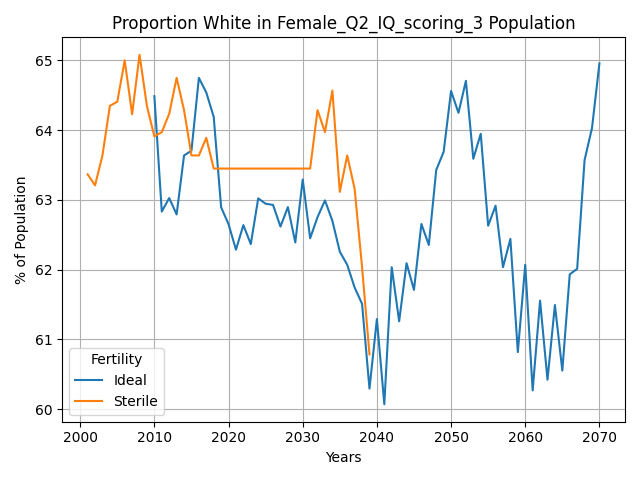 Proportion White in Female_Q2_IQ_scoring_3 Population
% of Population
65
64
63
62
61
60
Fertility
Ideal
Sterile
2000 2010 2020 2030 2040 2050 2060 2070
Years